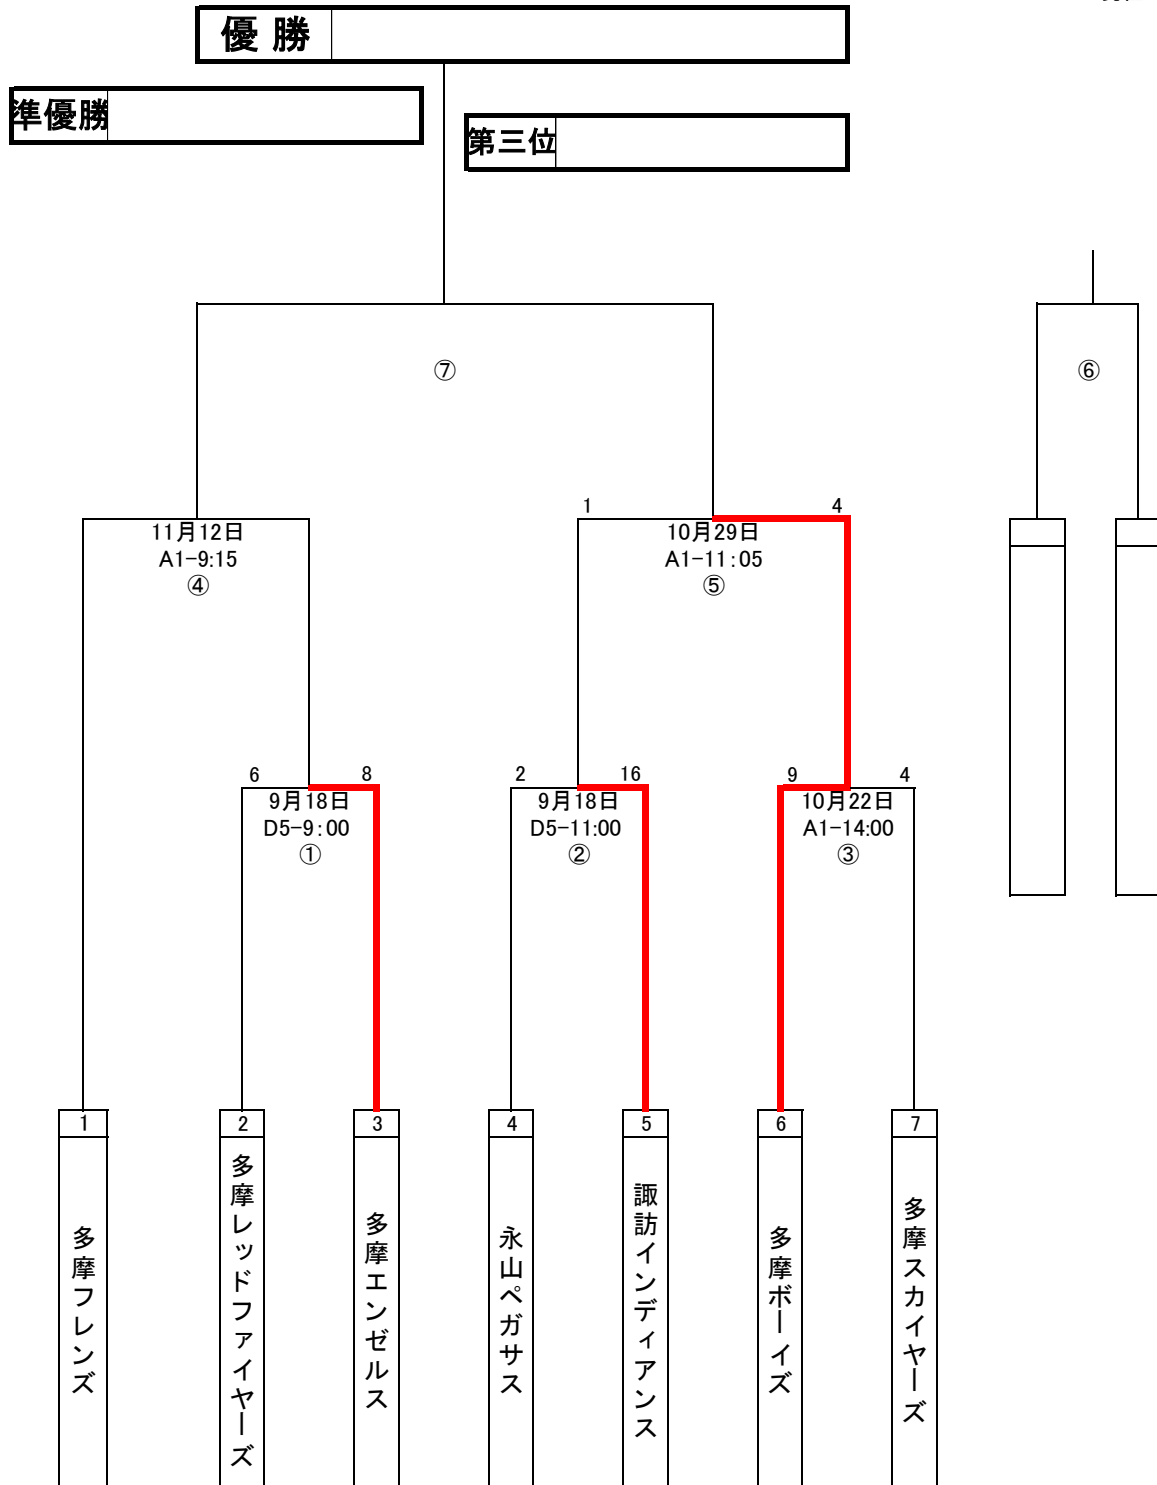 優勝
準優勝
第三位
⑦
⑥
1 4
11月12日
A1-9:15
④
10月29日
A1-11:05
⑤
6 8
9月18日
D5-9:00
①
2 16
9月18日
D5-11:00
②
9 4
10月22日
A1-14:00
③
1
多摩フレンズ
2
多摩レッドファイヤーズ
3
多摩エンゼルス
4
永山ペガサス
5
諏訪インディアンス
6
多摩ボーイズ
7
多摩スカイヤーズ